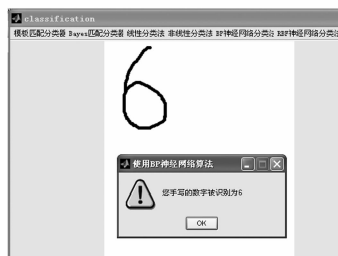 classification
模板匹配分类器 Bayes匹配分类器 线性分类法 非线性分类法 BP神经网络分类法 RBF神经网络分类法
6
使用BP神经网络算法
您手写的数字被识别为6
OK